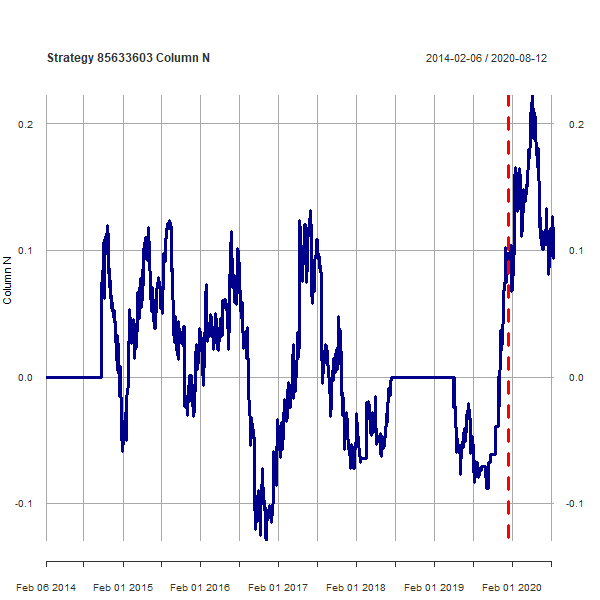 Strategy 85633603 Column N 2014-02-06 / 2020-08-12
0.2 0.2
0.1 0.1
Column N
0.0 0.0
-0.1 -0.1
Feb 06 2014 Feb 01 2015 Feb 01 2016 Feb 01 2017 Feb 01 2018 Feb 01 2019 Feb 01 2020